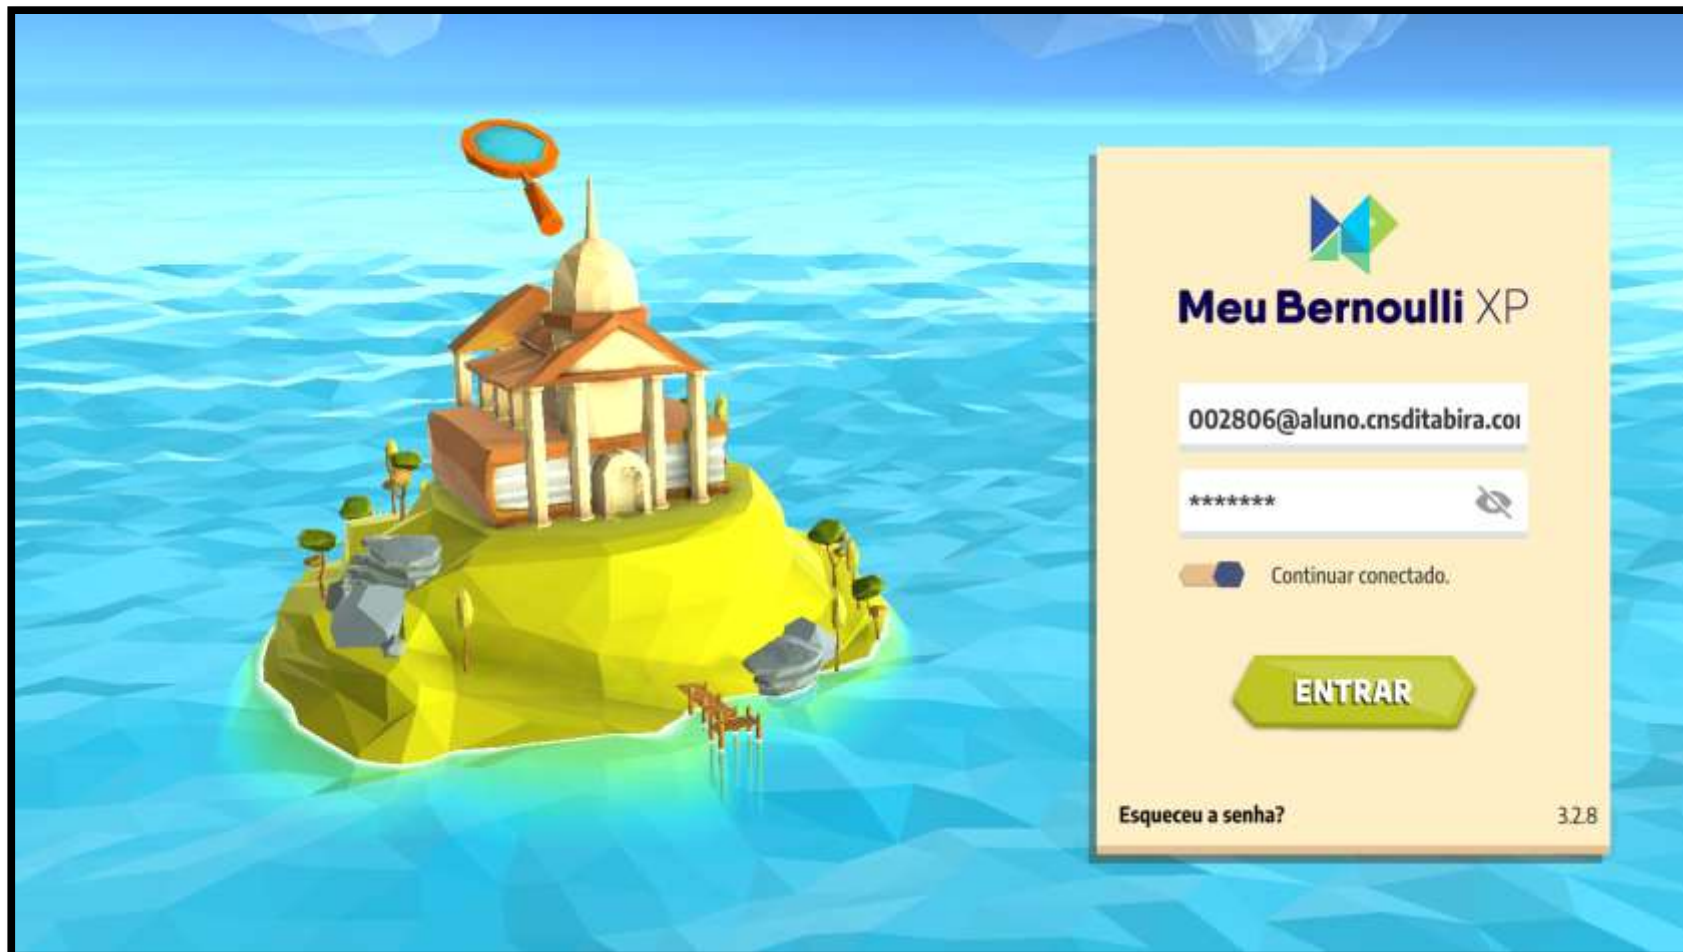 Meu Bernoulli XP
002806@aluno.cnsditabira.co
*******
Continuar conectado.
ENTRAR
Esqueceu a senha?
3.2.8